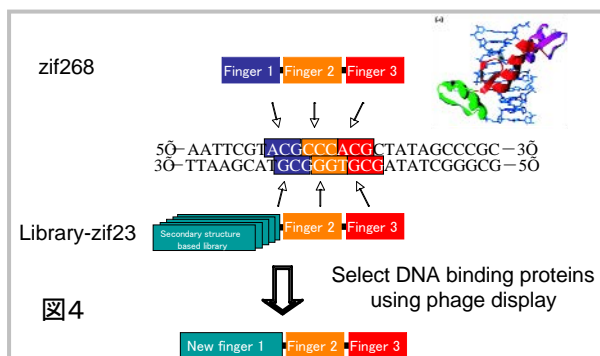 (a)
zif268
Finger 1 Finger 2 Finger 3
5Õ–AATTCGTACGCCCACGCTATAGCCCGC–3Õ
3Õ–TTAAGCATGCGGGTGCGATATCGGGCG–5Õ
Library-zif23
Secondary structure
based library
Finger 2 Finger 3
Select DNA binding proteins
using phage display
図4
New finger 1 Finger 2 Finger 3